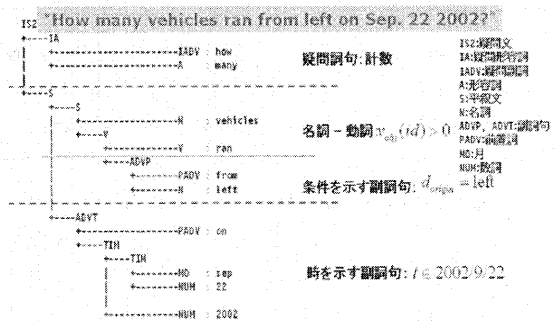 "How many vehicles ran from left on Sep. 22 2002?"
ISZ
IA
IADV : how
A : many
疑問詞句:計数
S
S
N : vehicles
V
V : ran
ADVP
PADV : from
N : left
名詞－動詞
条件を示す副詞句: d origin = left
ADVT
PADV : on
TIM
TIM
MO : sep
NUM : 22
NUM : 2002
時を示す副詞句: t ∈ 2002/9/22
ISZ:疑問文
IA:疑問形容詞
IADV:疑問副詞
A:形容詞
S:平叙文
N:名詞
ADVP, ADVT:副詞句
PADV:前置詞
MO:月
NUM:数詞